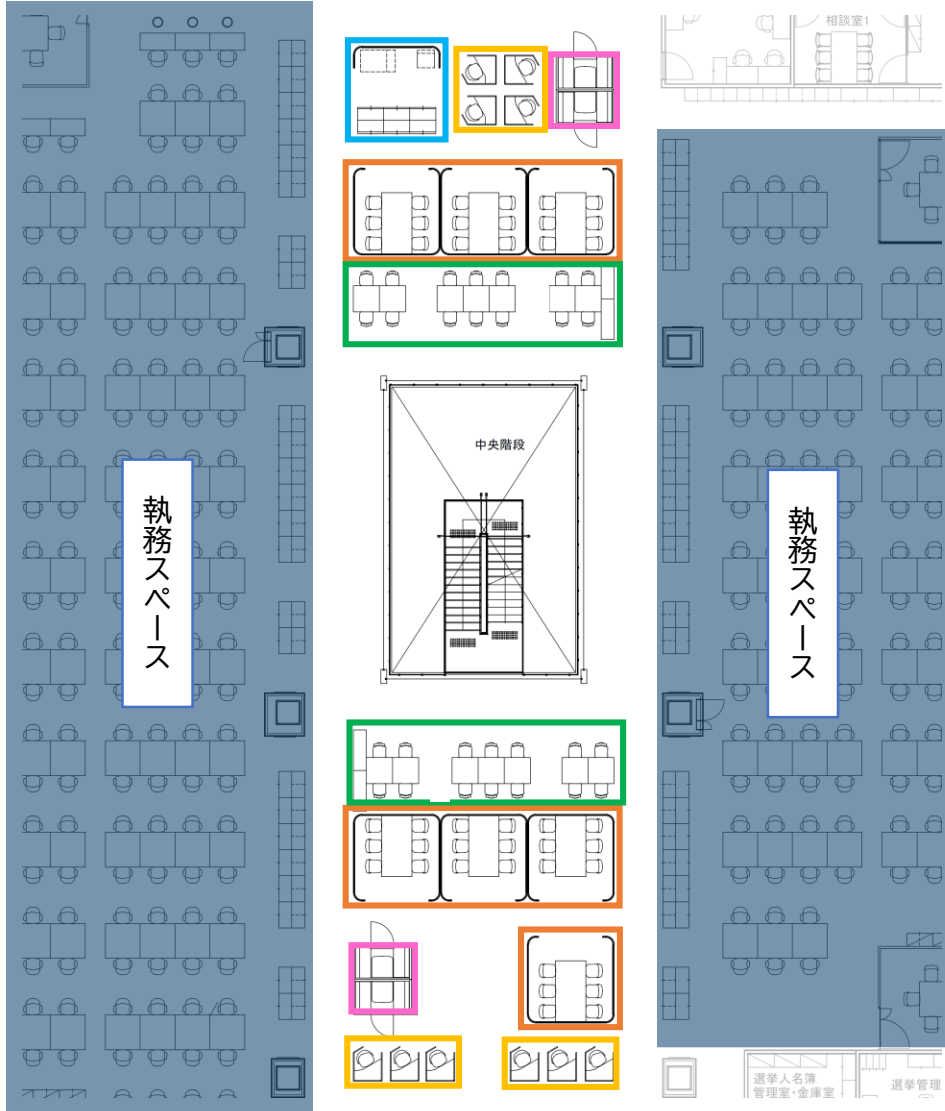 相談室1
中央階段
執務スペース
執務スペース
選挙人名簿
管理室・金庫室
選挙管理